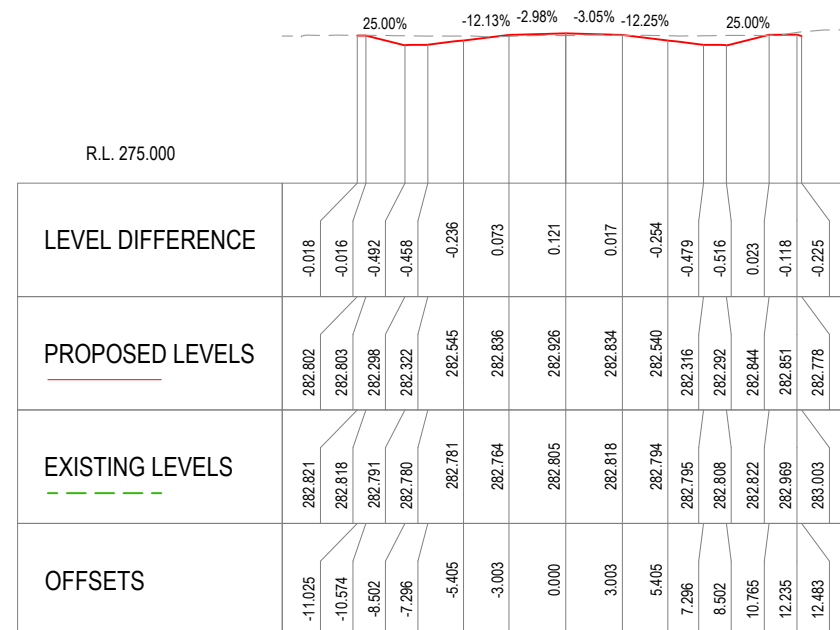 25.00% -12.13% -2.98% -3.05% -12.25% 25.00%
R.L. 275.000
LEVEL DIFFERENCE -0.018 -0.016 -0.492 -0.458 -0.236 0.073 0.121 0.017 -0.254 -0.479 -0.516 0.023 -0.118 -0.225
PROPOSED LEVELS 282.802 282.803 282.298 282.322 282.545 282.836 282.926 282.834 282.540 282.316 282.292 282.844 282.851 282.778
EXISTING LEVELS 282.821 282.818 282.791 282.780 282.781 282.764 282.805 282.818 282.794 282.795 282.808 282.822 282.969 283.003
OFFSETS -11.025 -10.574 -8.502 -7.296 -5.405 -3.003 0.000 3.003 5.405 7.296 8.502 10.765 12.235 12.483